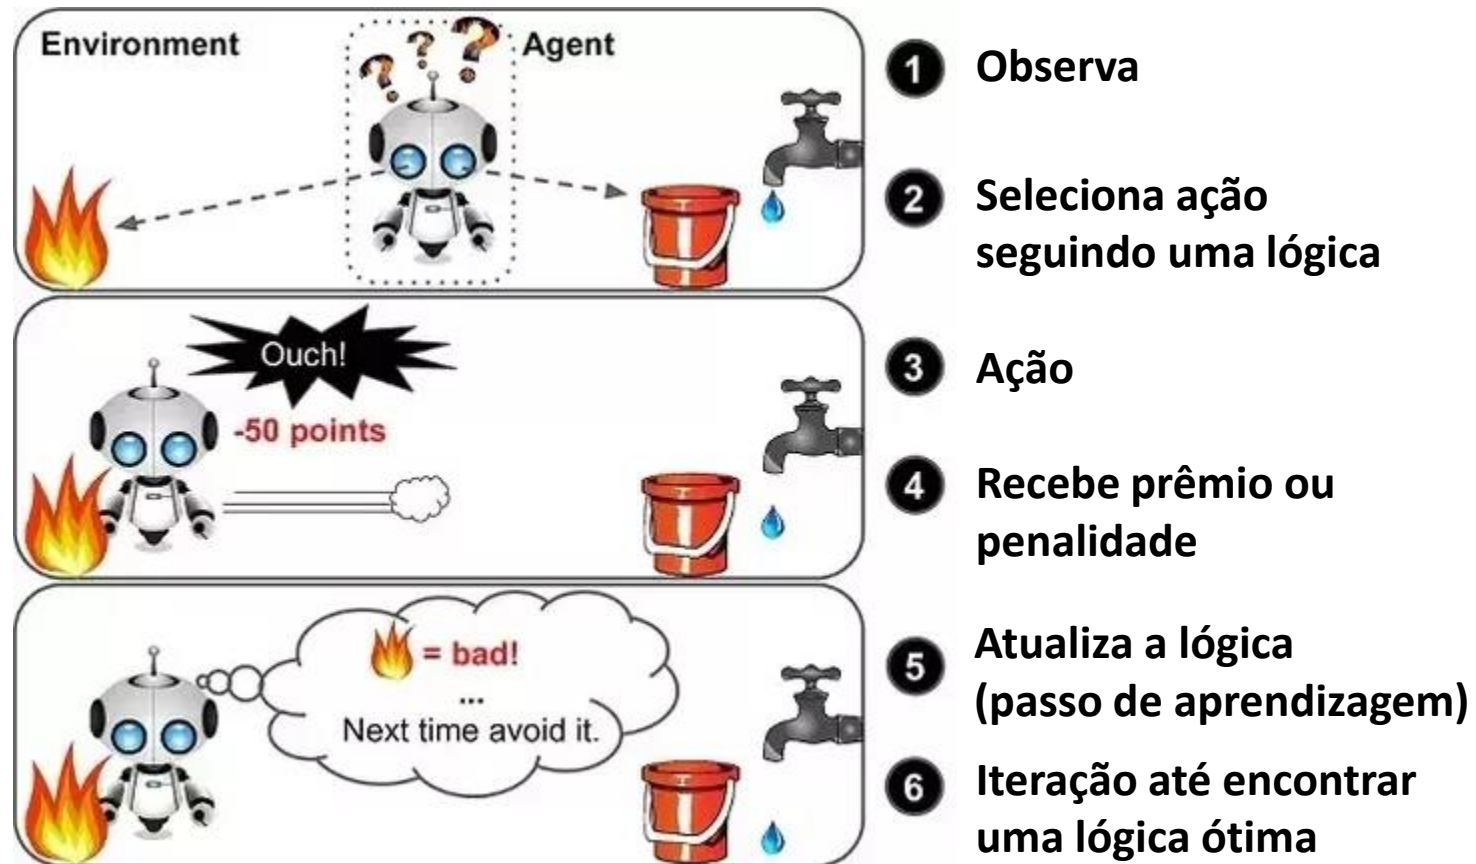 Environment
Agent
? ? ?
1 Observa
2 Seleciona ação
seguindo uma lógica
Ouch!
-50 points
3 Ação
4 Recebe prêmio ou
penalidade
= bad!
...
Next time avoid it.
5 Atualiza a lógica
(passo de aprendizagem)
6 Iteração até encontrar
uma lógica ótima